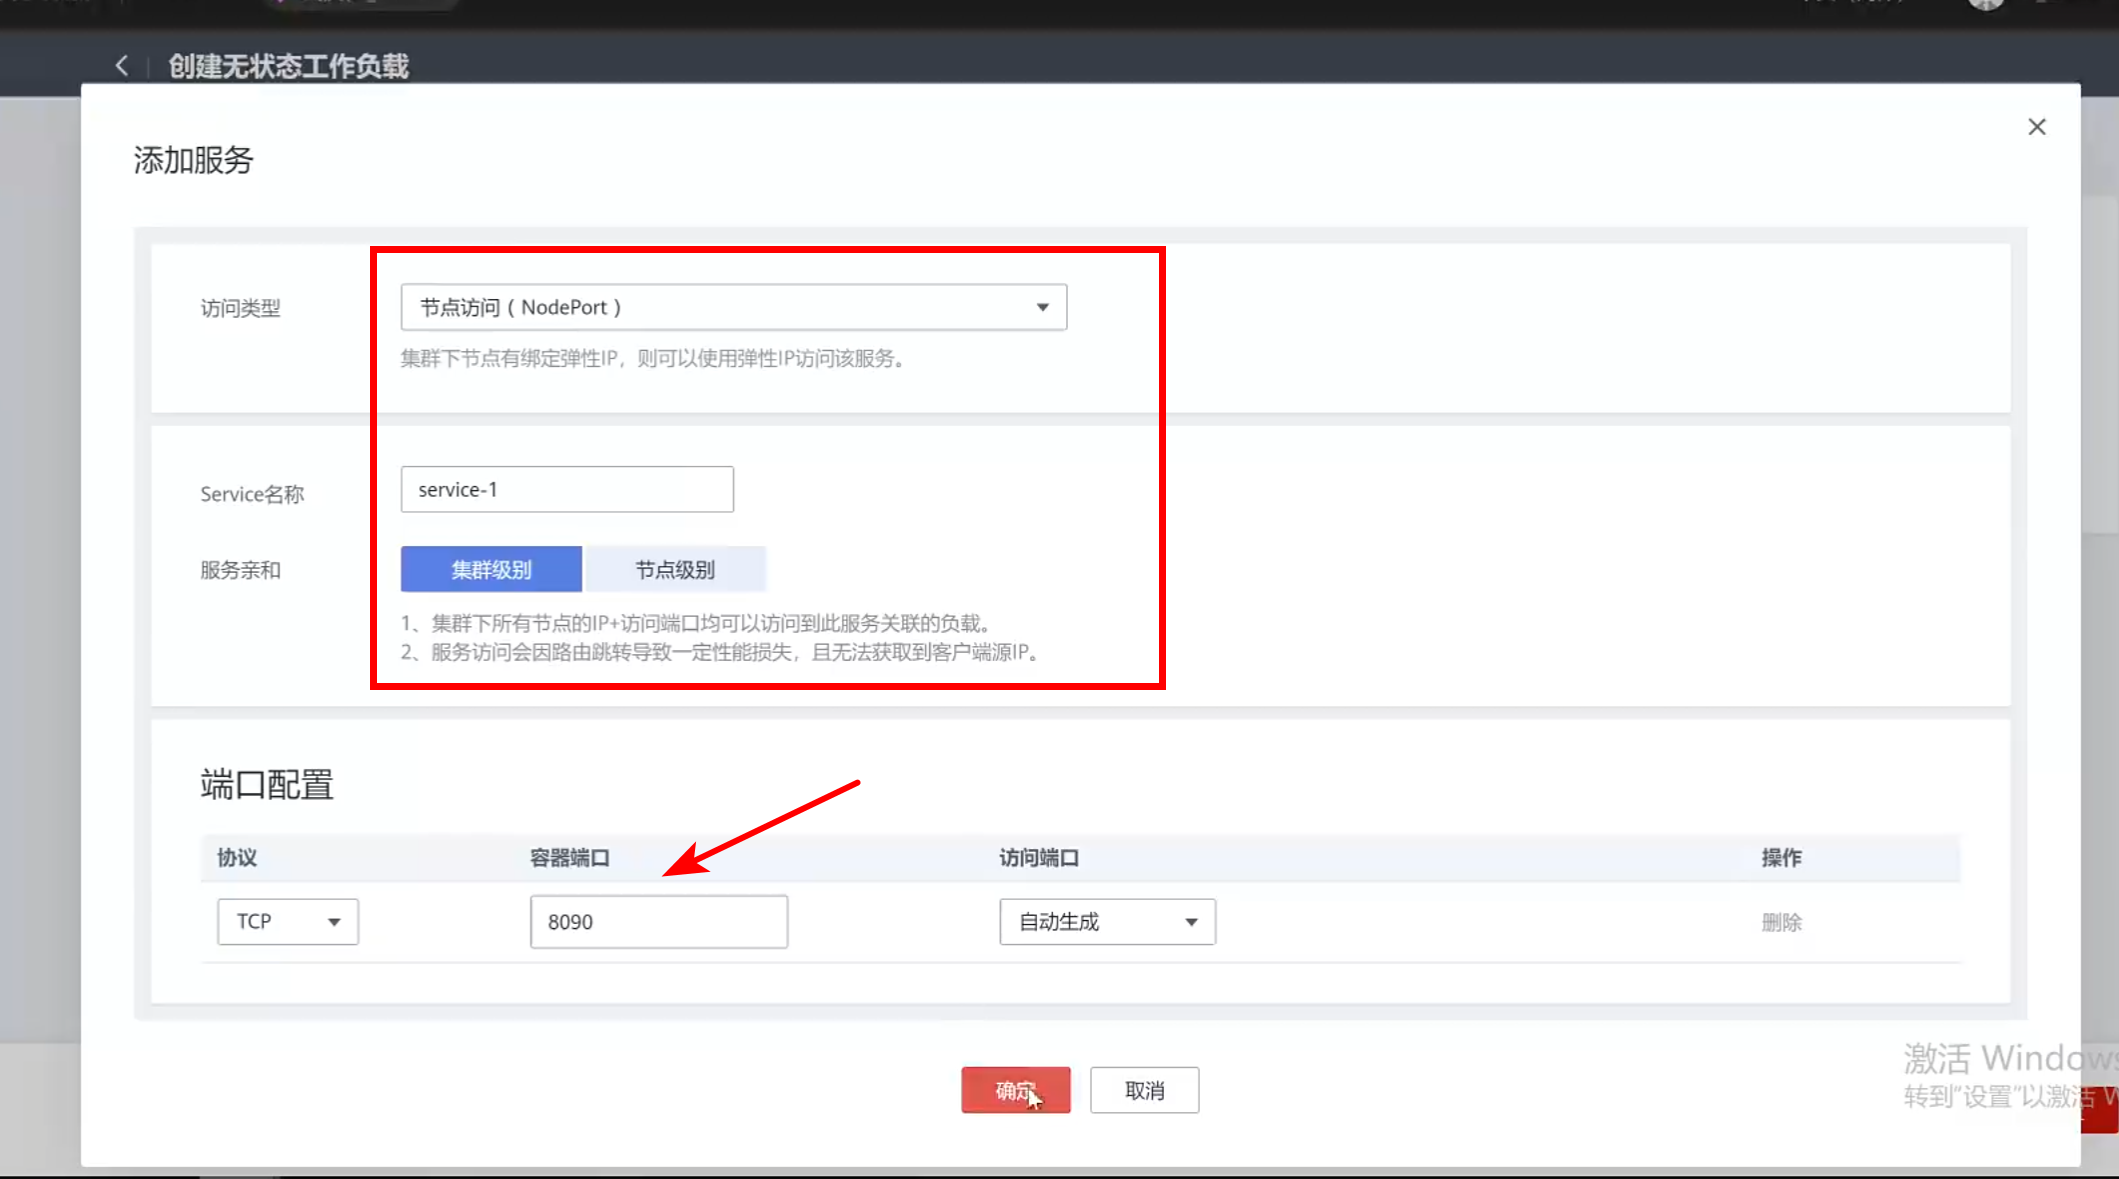 创建无状态工作负载
添加服务
访问类型
节点访问 ( NodePort )
集群下节点有绑定弹性IP，则可以使用弹性IP访问该服务。
Service名称
service-1
服务亲和
集群级别
节点级别
1、集群下所有节点的IP+访问端口均可以访问到此服务关联的负载。
2、服务访问会因路由跳转导致一定性能损失，且无法获取到客户端源IP。
端口配置
协议
容器端口
访问端口
操作
TCP
8090
自动生成
删除
确定
取消
激活 Windows
转到“设置”以激活 W